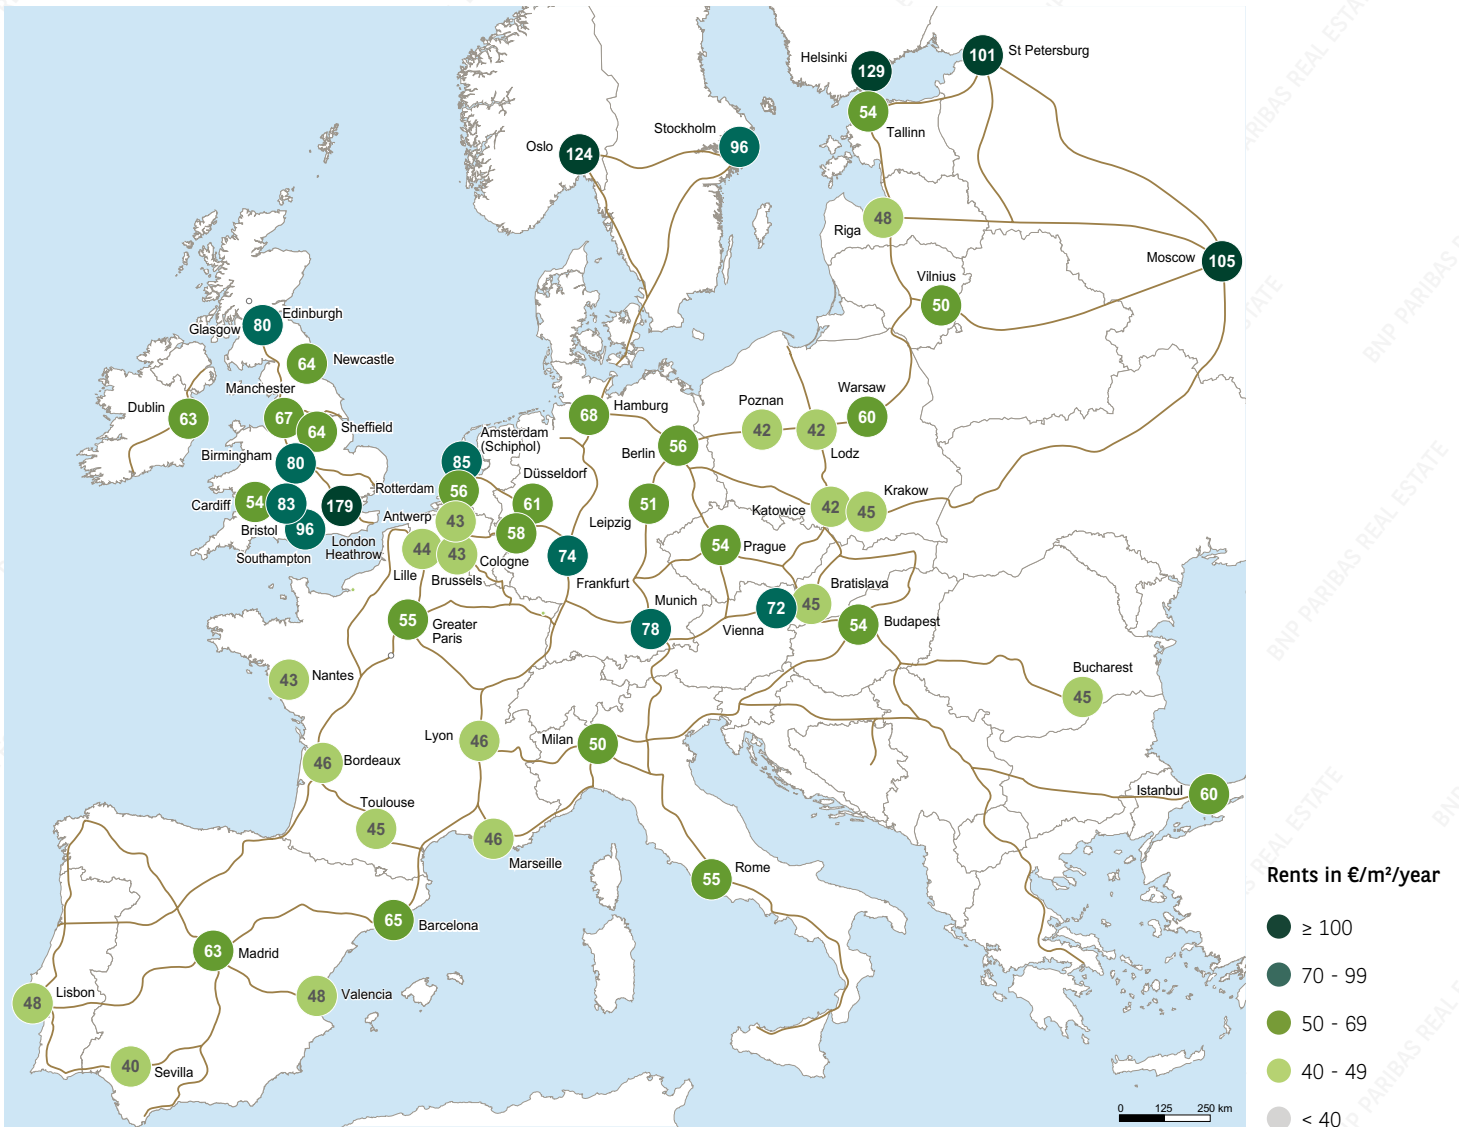 Helsinki
129
101
St Petersburg
54
Tallinn
Stockholm
96
Oslo
124
48
Riga
Moscow
105
Vilnius
50
Edinburgh
Glasgow
80
64
Newcastle
Manchester
67
Dublin
63
64
Sheffield
Birmingham
80
Cardiff
54
83
Bristol
179
London
Heathrow
96
Southampton
68
Hamburg
Amsterdam
(Schiphol)
85
Rotterdam
56
Düsseldorf
61
Antwerp
43
58
Cologne
44
Lille
43
Brussels
Berlin
56
51
Leipzig
74
Frankfurt
Munich
78
Poznan
42
42
Lodz
Warsaw
60
Katowice
42
Krakow
45
54
Prague
72
Vienna
Bratislava
45
54
Budapest
Bucharest
45
Istanbul
60
55
Greater
Paris
43
Nantes
Lyon
46
Milan
50
46
Bordeaux
Toulouse
45
46
Marseille
Rome
55
65
Barcelona
63
Madrid
48
Valencia
Lisbon
48
40
Sevilla
0 125 250 km
Rents in €/m²/year
≥ 100
70 - 99
50 - 69
40 - 49
< 40
BNP PARIBAS REAL ESTATE